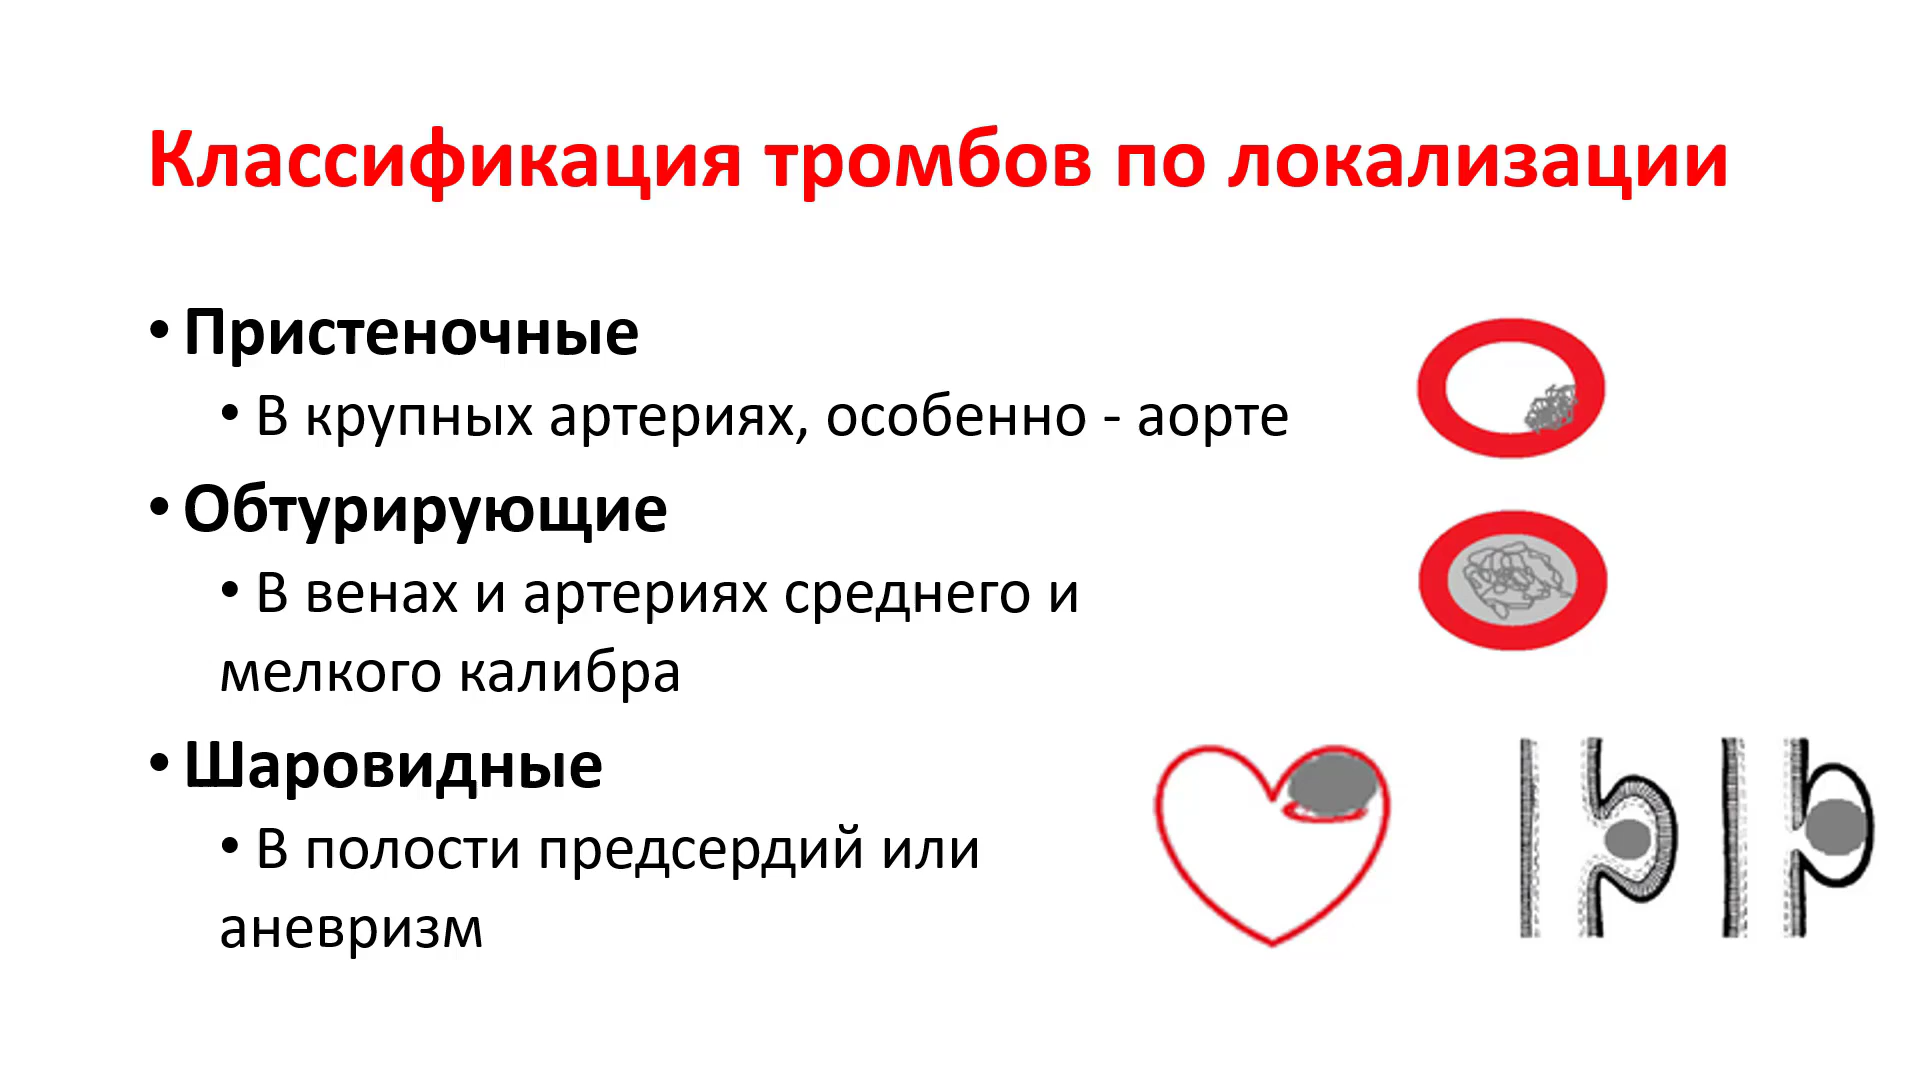 Классификация тромбов по локализации
• Пристеночные
• В крупных артериях, особенно - аорте
• Обтурирующие
• В венах и артериях среднего и
мелкого калибра
• Шаровидные
• В полости предсердий или
аневризм